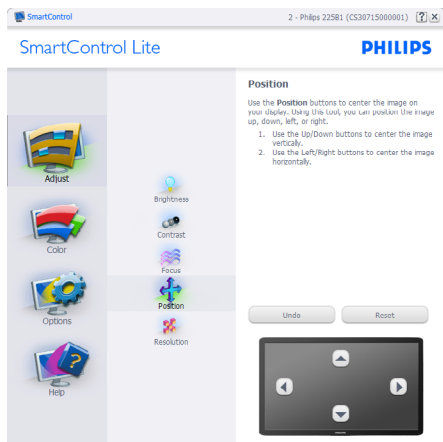 SmartControl
2 - Philips 225B1 (CS30715000001)
SmartControl Lite
PHILIPS
Adjust
Color
Options
Help
Brightness
Contrast
Focus
Position
Resolution
Position
Use the Position buttons to center the image on
your display. Using this tool, you can position the image
up, down, left, or right.
1. Use the Up/Down buttons to center the image
vertically.
2. Use the Left/Right buttons to center the image
horizontally.
Undo
Reset